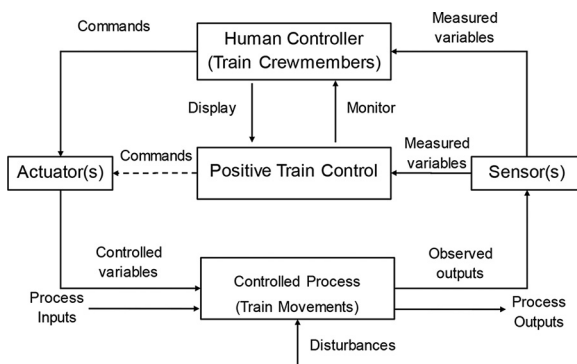 Commands
Human Controller
(Train Crewmembers)
Measured
variables
Display
Monitor
Actuator(s)
Commands
Positive Train Control
Measured
variables
Sensor(s)
Controlled
variables
Observed
outputs
Process
Inputs
Controlled Process
(Train Movements)
Process
Outputs
Disturbances